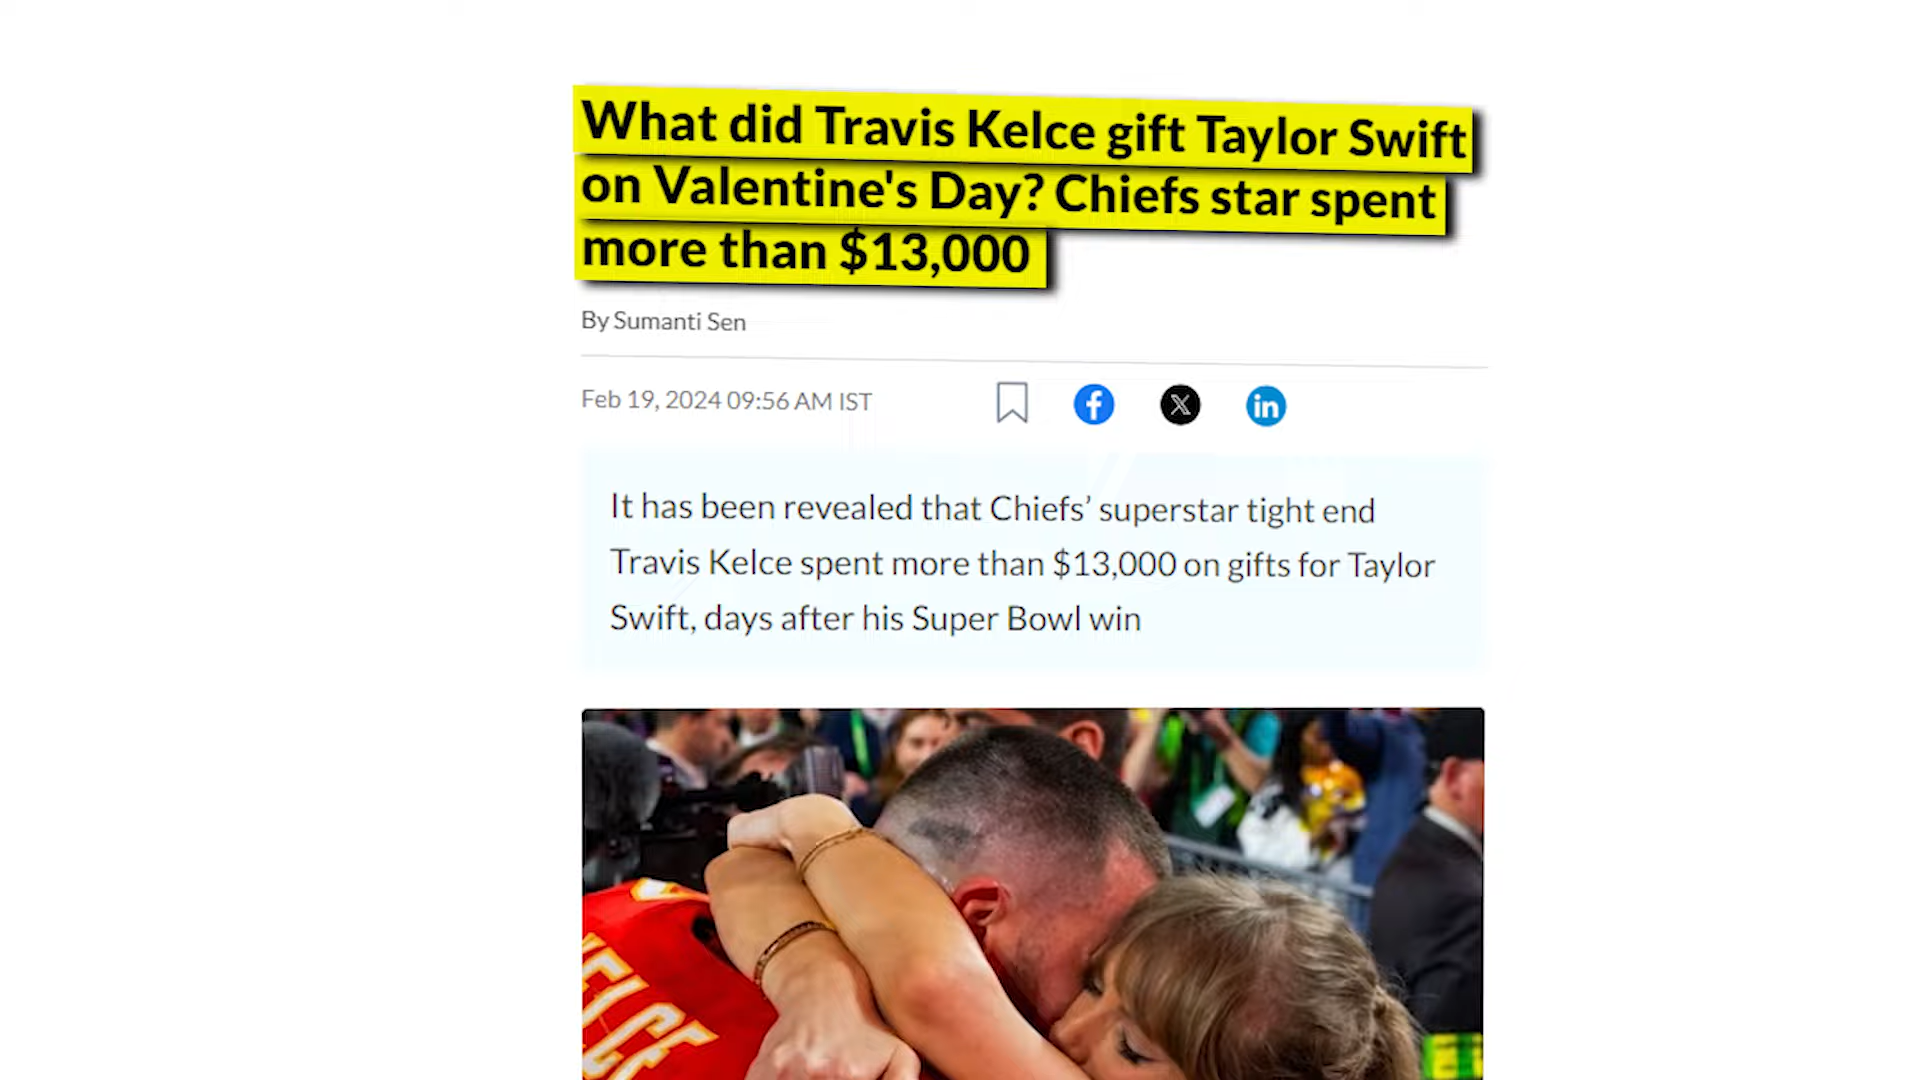 What did Travis Kelce gift Taylor Swift
on Valentine's Day? Chiefs star spent
more than $13,000
By Sumanti Sen
Feb 19, 2024 09:56 AM IST
It has been revealed that Chiefs’ superstar tight end
Travis Kelce spent more than $13,000 on gifts for Taylor
Swift, days after his Super Bowl win
KELCE